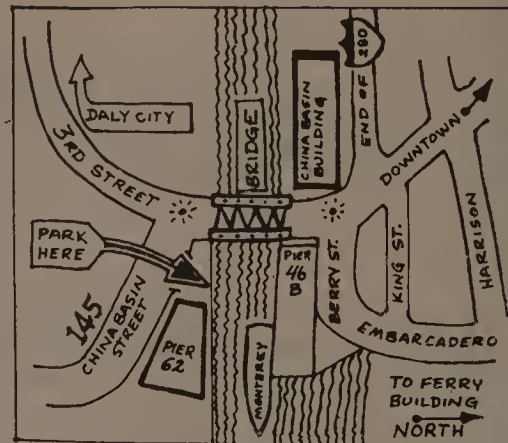 DALY CITY
3RD STREET
BRIDGE
CHINA BASIN
BUILDING
END OF
280
DOWNTOWN
PARK
HERE
145
CHINA BASIN
STREET
PIER
62
MONTEREY
PIER
46
B
BERRY ST.
KING ST.
HARRISON
EMBARCADERO
TO FERRY
BUILDING
NORTH